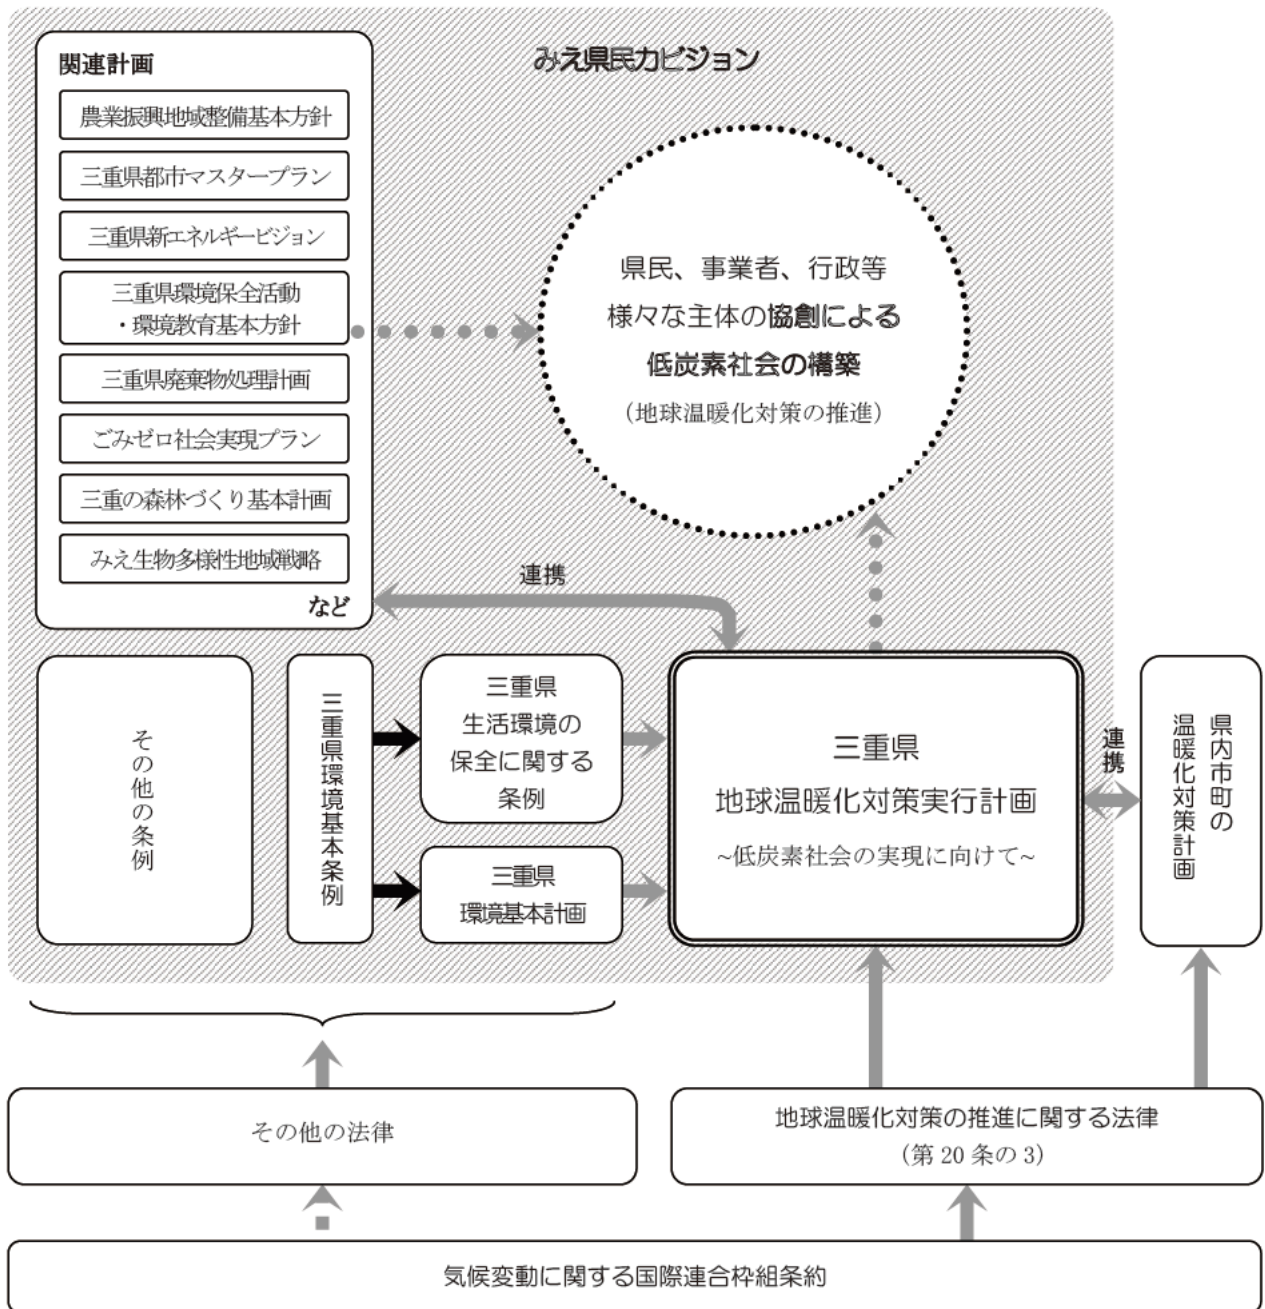 みえ県民力ビジョン
関連計画
農業振興地域整備基本方針
三重県都市マスタープラン
三重県新エネルギービジョン
三重県環境保全活動
・環境教育基本方針
三重県廃棄物処理計画
ごみゼロ社会実現プラン
三重の森林づくり基本計画
みえ生物多様性地域戦略
など
県民、事業者、行政等
様々な主体の協創による
低炭素社会の構築
（地球温暖化対策の推進）
連携
その他の条例
三重県環境基本条例
三重県
生活環境の
保全に関する
条例
三重県
環境基本計画
三重県
地球温暖化対策実行計画
~低炭素社会の実現に向けて~
連携
県内市町の
温暖化対策計画
その他の法律
地球温暖化対策の推進に関する法律
（第 20 条の 3）
気候変動に関する国際連合枠組条約